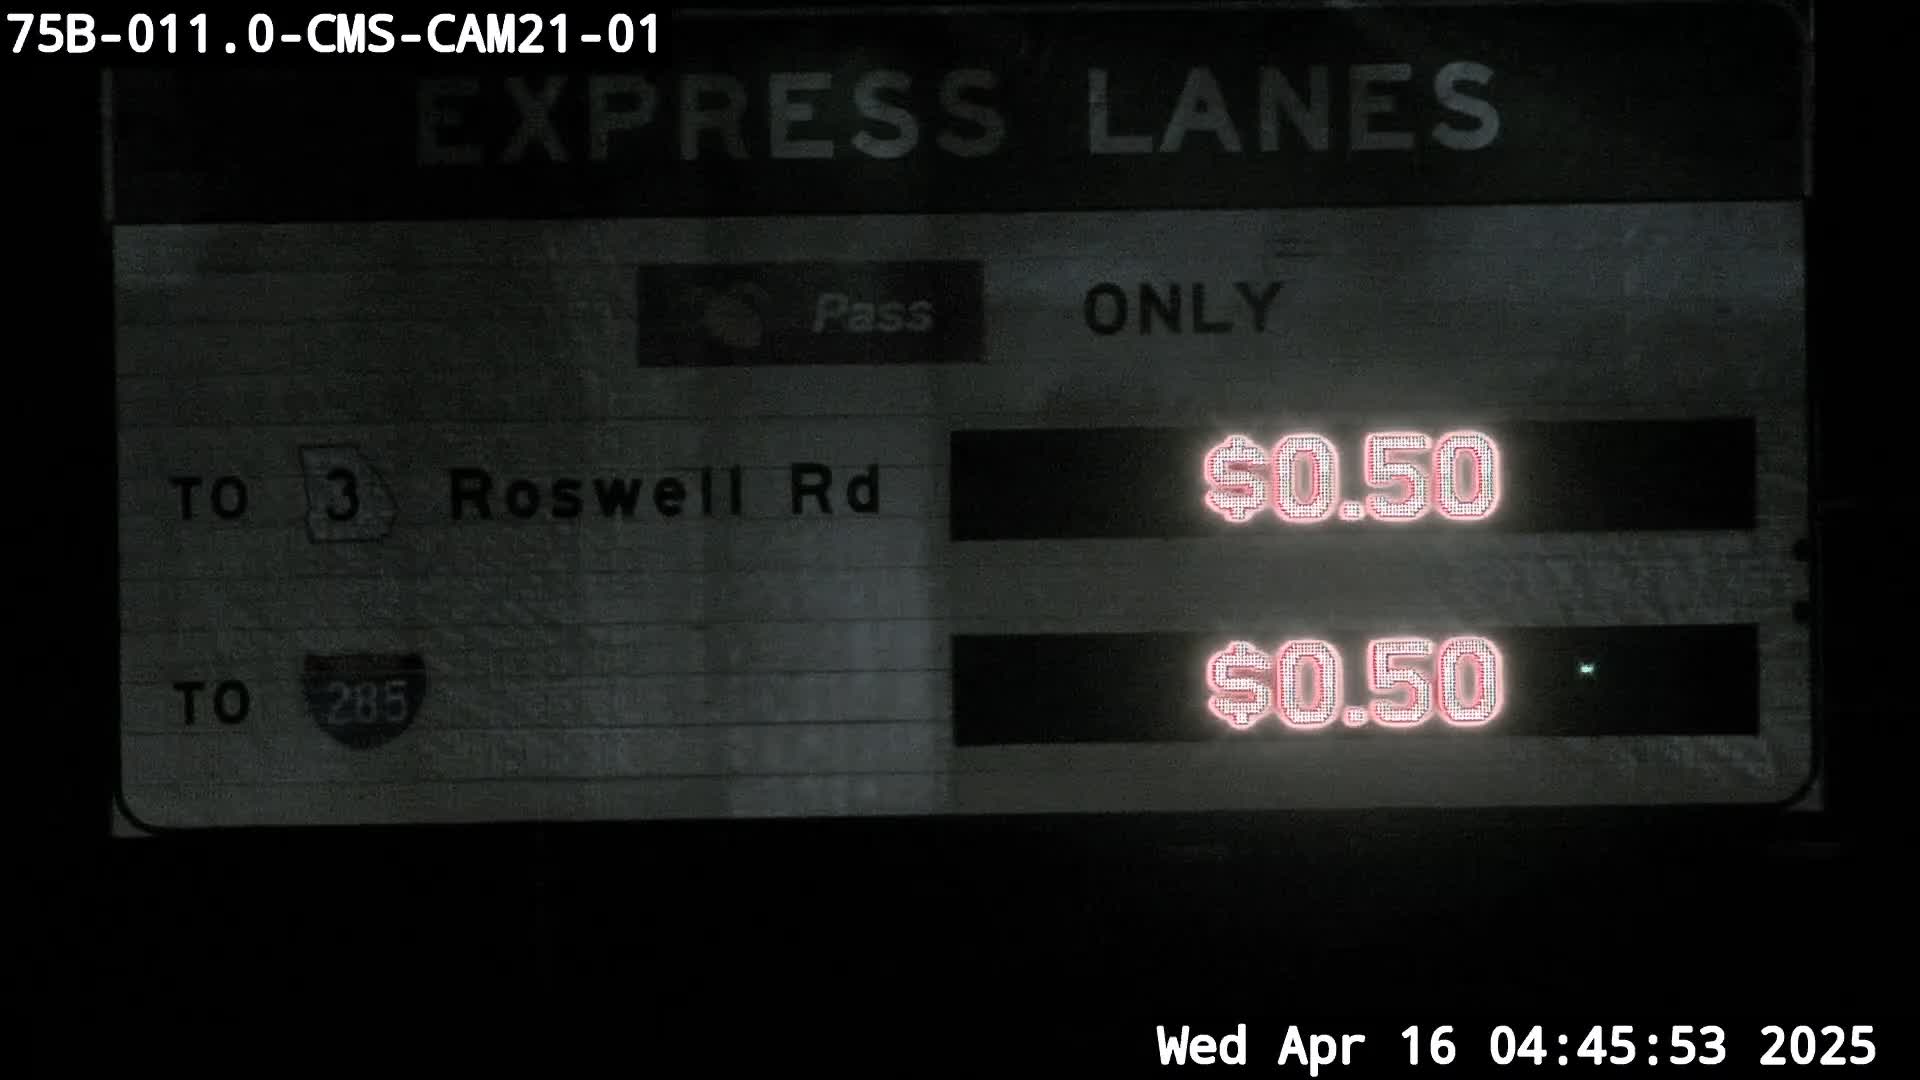 75B-011.0-CMS-CAM21-01
EXPRESS LANES
Pass ONLY
TO 3 Roswell Rd $0.50
TO 285 $0.50
Wed Apr 16 04:45:53 2025